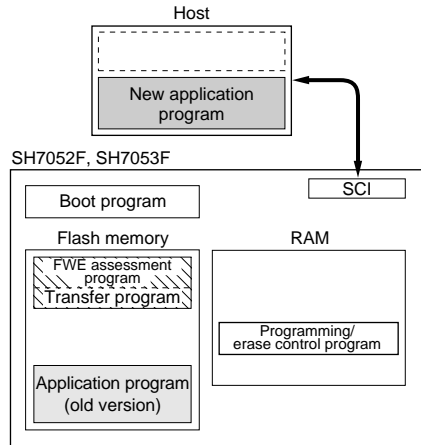 Host
New application
program
SH7052F, SH7053F
SCI
Boot program
Flash memory
RAM
FWE assessment
program
Transfer program
Programming/
erase control program
Application program
(old version)